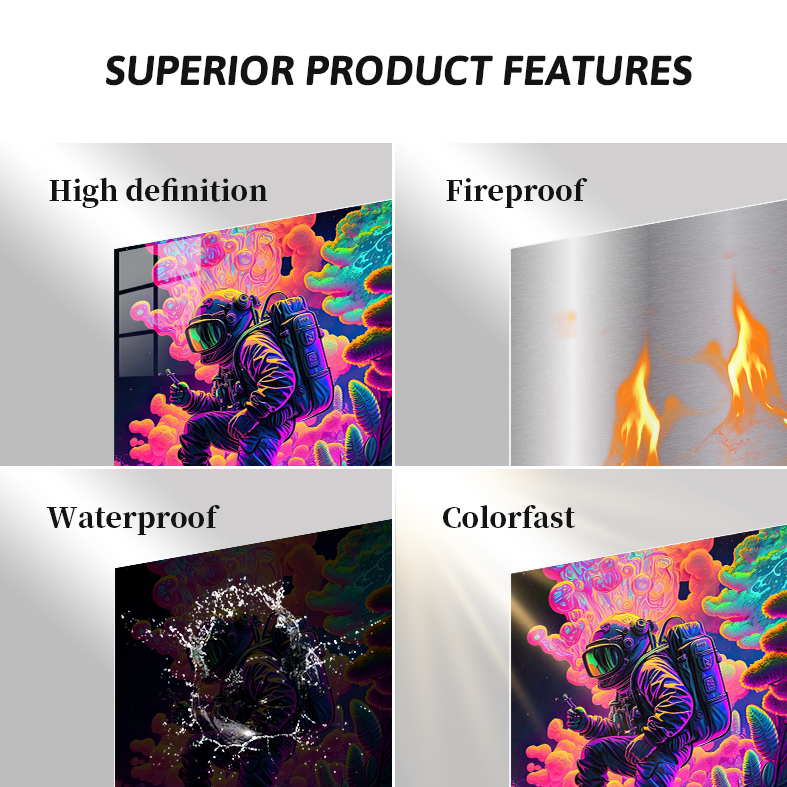 SUPERIOR PRODUCT FEATURES
High definition
Fireproof
Waterproof
Colorfast